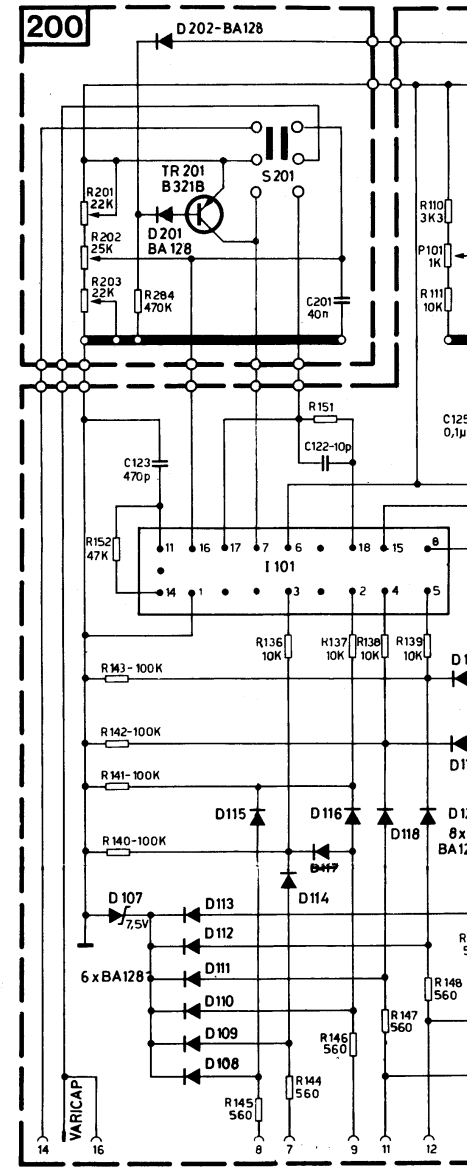 200
D202-BA128
TR201
B321B
S201
R201
22K
R202
25K
D201
BA128
R203
22K
R284
470K
C201
40n
R110
3K3
P101
1K
R111
10K
R151
C125
0,1µ
C122-10p
C123
470p
R152
47K
11 16 17 7 6 18 15 8
I 101
14 1 3 2 4 5
R136
10K
R137
10K
R138
10K
R139
10K
R143-100K
R142-100K
R141-100K
D115
D116
D118
8x
R140-100K
D117
D114
D107
7,5V
D113
D112
6xBA128
D111
D110
D109
D108
R148
560
R147
560
R146
560
R144
560
R145
560
VARICAP
14 16 8 7 9 11 12